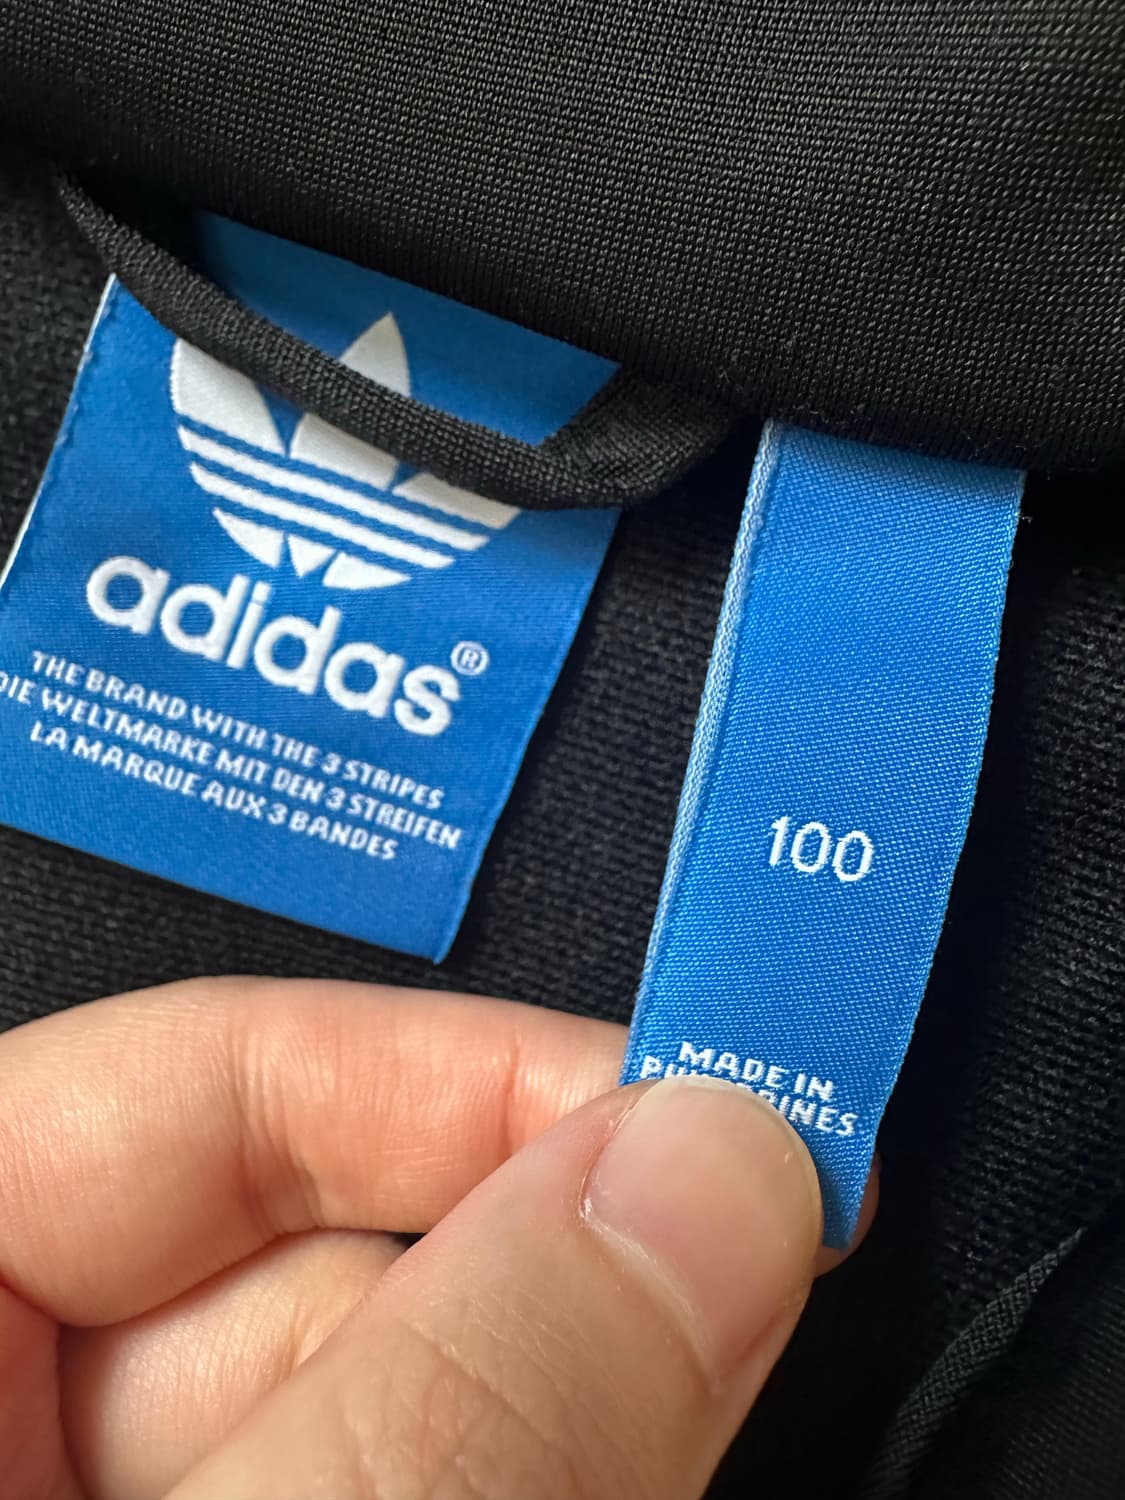 adidas®
THE BRAND WITH THE 3 STRIPES
DIE WELTMARKE MIT DEN 3 STREIFEN
LA MARQUE AUX 3 BANDES
100
MADE IN